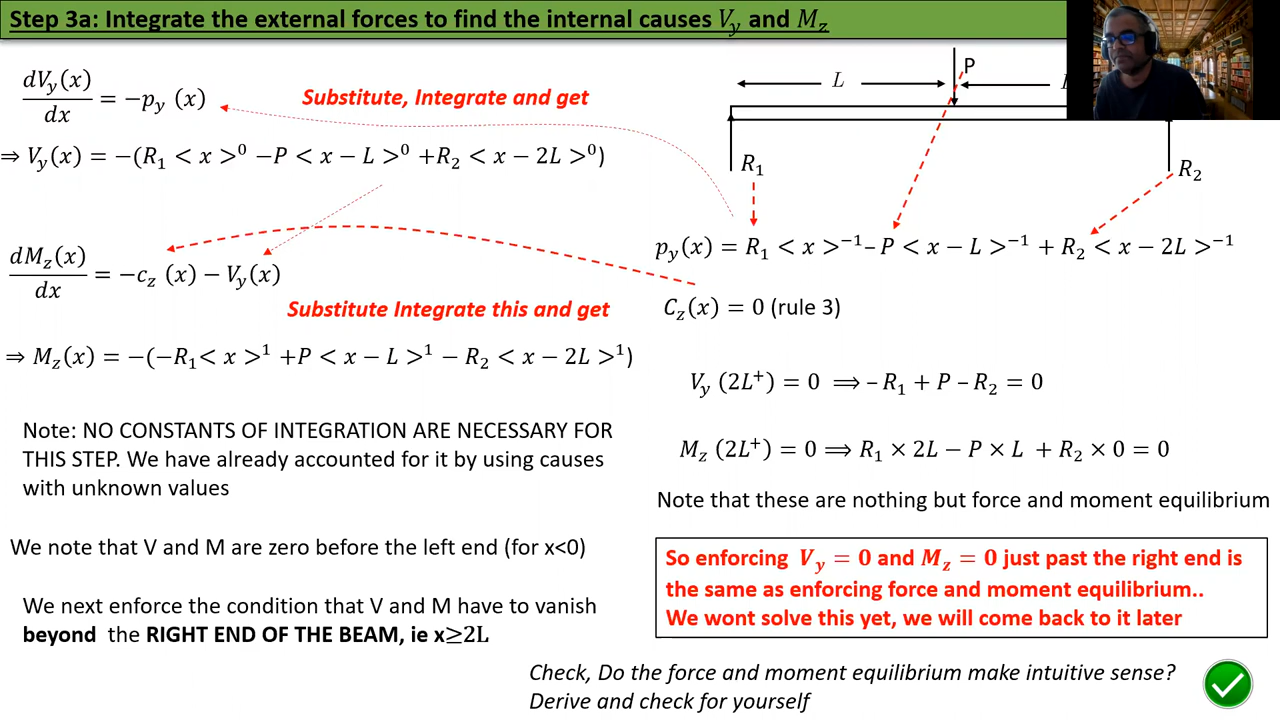 Step 3a: Integrate the external forces to find the internal causes V_y and M_z
dV_y(x)/dx = −p_y (x)
Substitute, Integrate and get
⇒ V_y(x) = −(R_1 < x >^0 −P < x − L >^0 +R_2 < x − 2L >^0)
dM_z(x)/dx = −c_z (x) − V_y(x)
Substitute Integrate this and get
⇒ M_z(x) = −(−R_1< x >^1 +P < x − L >^1 − R_2 < x − 2L >^1)
Note: NO CONSTANTS OF INTEGRATION ARE NECESSARY FOR
THIS STEP. We have already accounted for it by using causes
with unknown values
We note that V and M are zero before the left end (for x<0)
We next enforce the condition that V and M have to vanish
beyond the RIGHT END OF THE BEAM, ie x≥2L
L
P
R_1
R_2
p_y(x) = R_1 < x >^−1 – P < x − L >^−1 + R_2 < x − 2L >^−1
C_z(x) = 0 (rule 3)
V_y (2L^+) = 0 ⟹ – R_1 + P – R_2 = 0
M_z (2L^+) = 0 ⟹ R_1 × 2L − P × L + R_2 × 0 = 0
Note that these are nothing but force and moment equilibrium
So enforcing V_y = 0 and M_z = 0 just past the right end is
the same as enforcing force and moment equilibrium..
We wont solve this yet, we will come back to it later
Check, Do the force and moment equilibrium make intuitive sense?
Derive and check for yourself